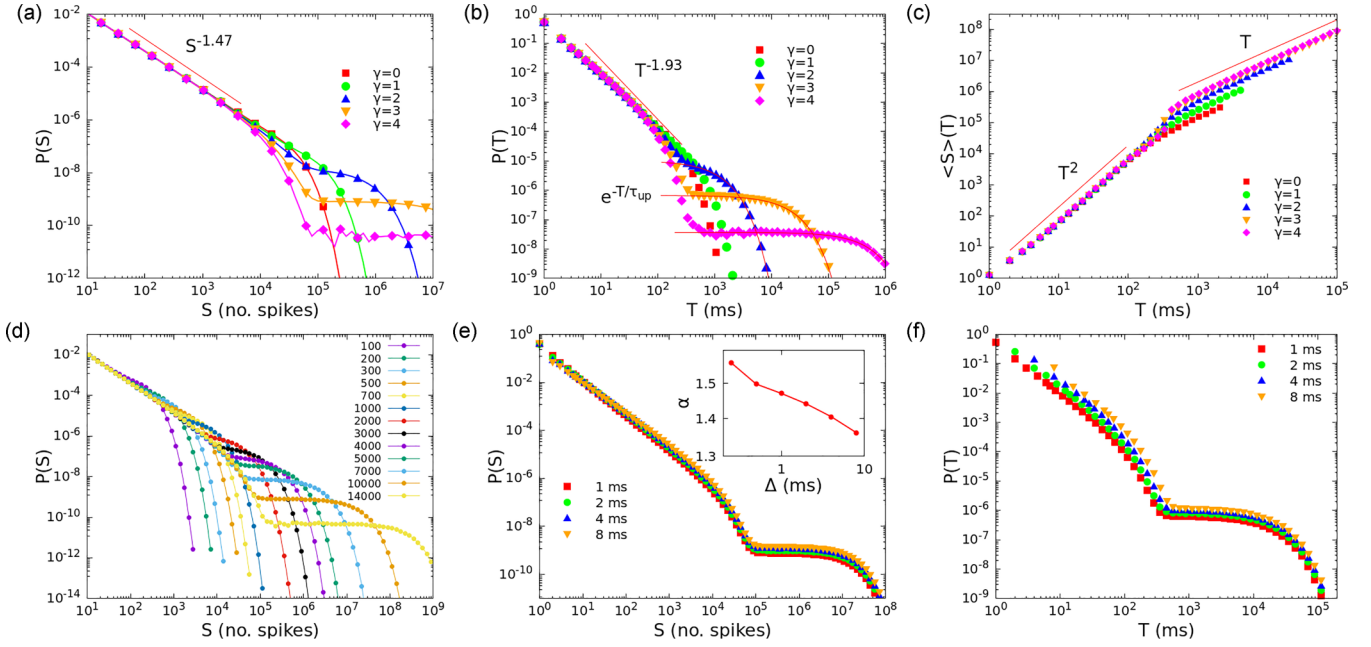 (a)
10^-2
10^-4
10^-6
10^-8
10^-10
10^-12
P(S)
S^-1.47
γ=0
γ=1
γ=2
γ=3
γ=4
10^1 10^2 10^3 10^4 10^5 10^6 10^7
S (no. spikes)
(b)
10^1
10^0
10^-1
10^-2
10^-3
10^-4
10^-5
10^-6
10^-7
10^-8
10^-9
P(T)
T^-1.93
e^-T/τ_up
γ=0
γ=1
γ=2
γ=3
γ=4
10^0 10^1 10^2 10^3 10^4 10^5 10^6
T (ms)
(c)
10^9
10^8
10^7
10^6
10^5
10^4
10^3
10^2
10^1
10^0
<S>(T)
T
T^2
γ=0
γ=1
γ=2
γ=3
γ=4
10^0 10^1 10^2 10^3 10^4 10^5
T (ms)
(d)
10^-2
10^-4
10^-6
10^-8
10^-10
10^-12
10^-14
P(S)
100
200
300
500
700
1000
2000
3000
4000
5000
7000
10000
14000
10^1 10^2 10^3 10^4 10^5 10^6 10^7 10^8 10^9
S (no. spikes)
(e)
10^0
10^-2
10^-4
10^-6
10^-8
10^-10
P(S)
1.5
1.4
1.3
α
1 10
Δ (ms)
1 ms
2 ms
4 ms
8 ms
10^0 10^1 10^2 10^3 10^4 10^5 10^6 10^7 10^8
S (no. spikes)
(f)
10^0
10^-1
10^-2
10^-3
10^-4
10^-5
10^-6
10^-7
10^-8
10^-9
P(T)
1 ms
2 ms
4 ms
8 ms
10^0 10^1 10^2 10^3 10^4 10^5
T (ms)